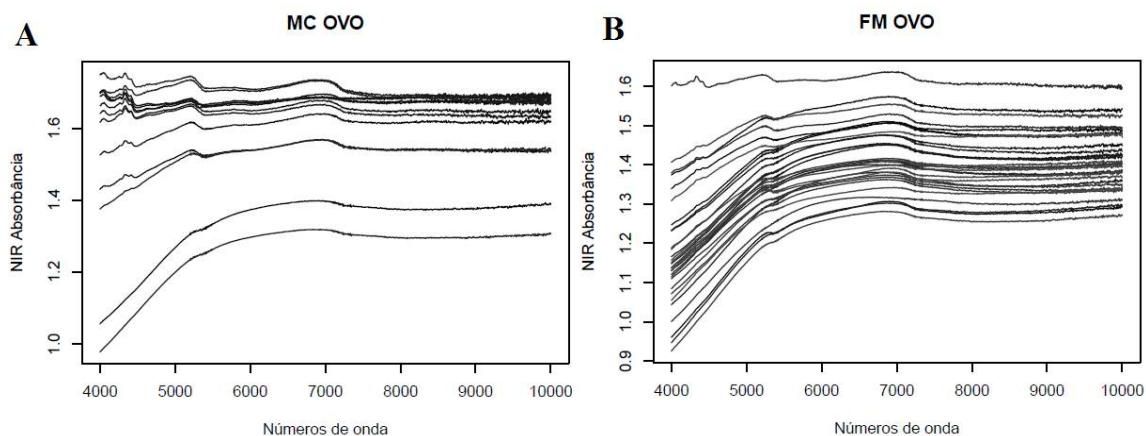 A
MC OVO
NIR Absorbância
1.6
1.4
1.2
1.0
4000 5000 6000 7000 8000 9000 10000
Números de onda
B
FM OVO
NIR Absorbância
1.6
1.5
1.4
1.3
1.2
1.1
1.0
0.9
4000 5000 6000 7000 8000 9000 10000
Números de onda